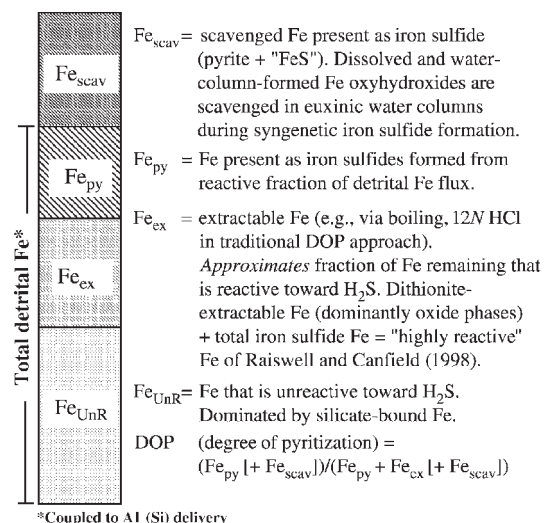 Fe_scav = scavenged Fe present as iron sulfide
(pyrite + "FeS"). Dissolved and water-
column-formed Fe oxyhydroxides are
scavenged in euxinic water columns
during syngenetic iron sulfide formation.
Fe_scav
Fe_py = Fe present as iron sulfides formed from
reactive fraction of detrital Fe flux.
Fe_py
Fe_ex = extractable Fe (e.g., via boiling, 12N HCl
in traditional DOP approach).
Approximates fraction of Fe remaining that
is reactive toward H2S. Dithionite-
extractable Fe (dominantly oxide phases)
+ total iron sulfide Fe = "highly reactive"
Fe of Raiswell and Canfield (1998).
Fe_ex
Total detrital Fe*
Fe_UnR = Fe that is unreactive toward H2S.
Dominated by silicate-bound Fe.
Fe_UnR
DOP (degree of pyritization) =
(Fe_py [+ Fe_scav])/(Fe_py + Fe_ex [+ Fe_scav])
*Coupled to Al (Si) delivery